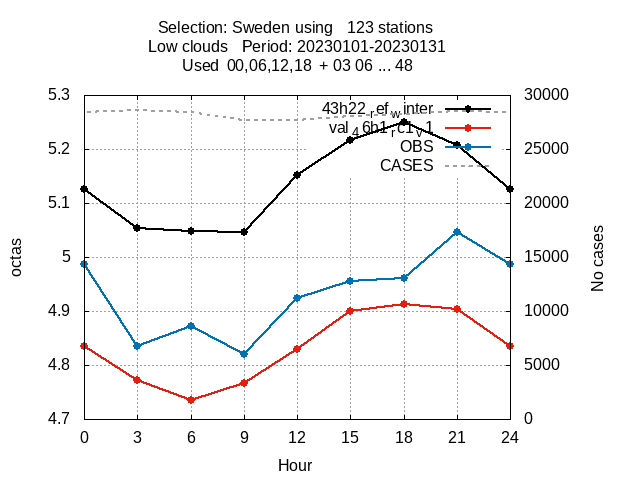 Selection: Sweden using 123 stations
Low clouds Period: 20230101-20230131
Used 00,06,12,18 + 03 06 ... 48
5.3
5.2
5.1
5
4.9
4.8
4.7
octas
30000
25000
20000
15000
10000
5000
0
No cases
43h22_ref_winter
val_46h1_rc1_v1
OBS
CASES
0 3 6 9 12 15 18 21 24
Hour